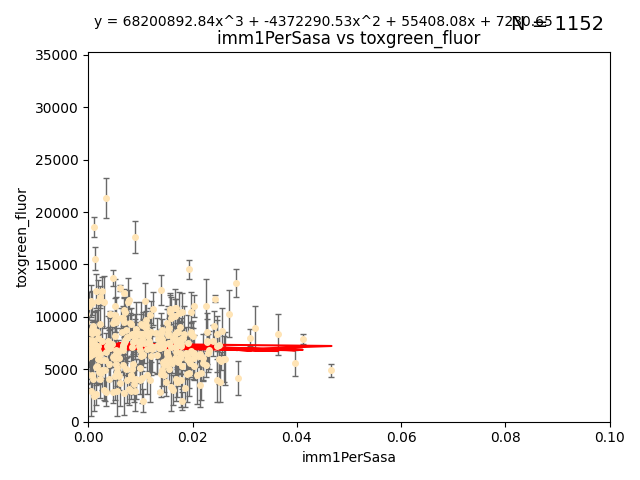 y = 68200892.84x^3 + -4372290.53x^2 + 55408.08x + 7230.65
N = 1152
imm1PerSasa vs toxgreen_fluor
35000
30000
25000
20000
15000
10000
5000
0
toxgreen_fluor
0.00 0.02 0.04 0.06 0.08 0.10
imm1PerSasa